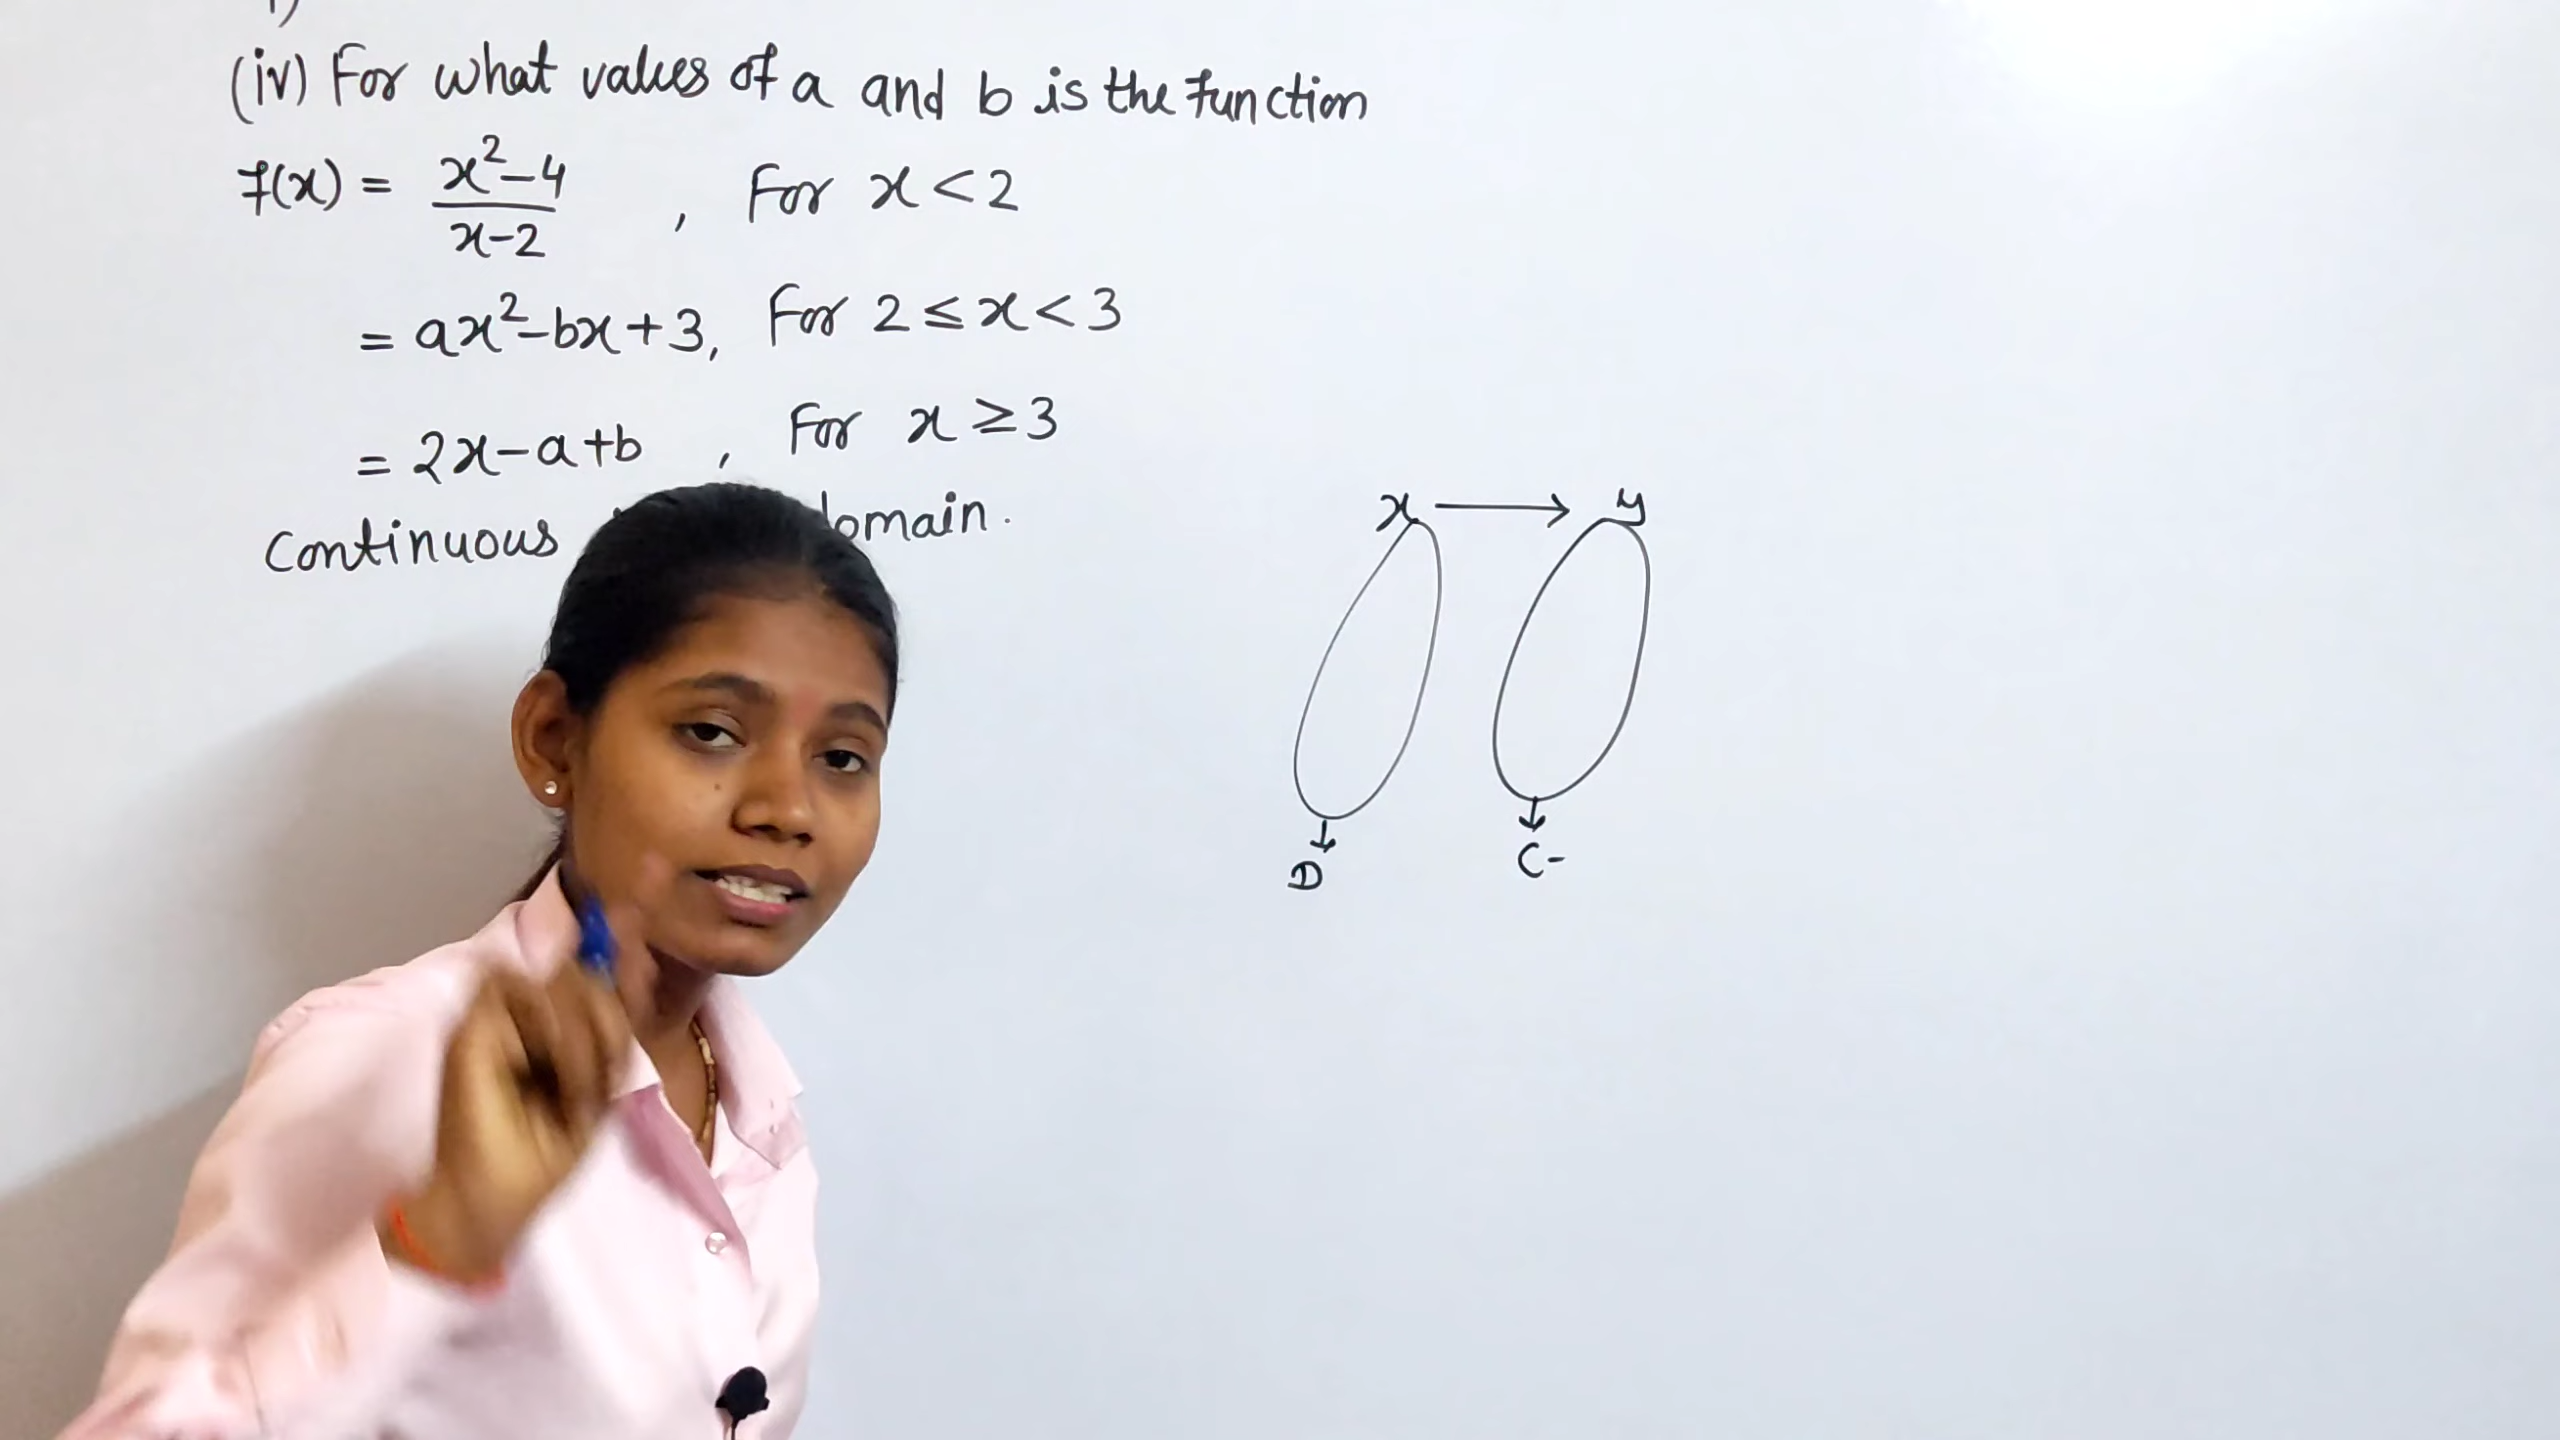 (iv) For what values of a and b is the function
f(x) = x²-4 / x-2 , For x < 2
= ax²-bx+3, For 2 ≤ x < 3
= 2x-a+b , For x ≥ 3
continuous domain.
x → y
D C-